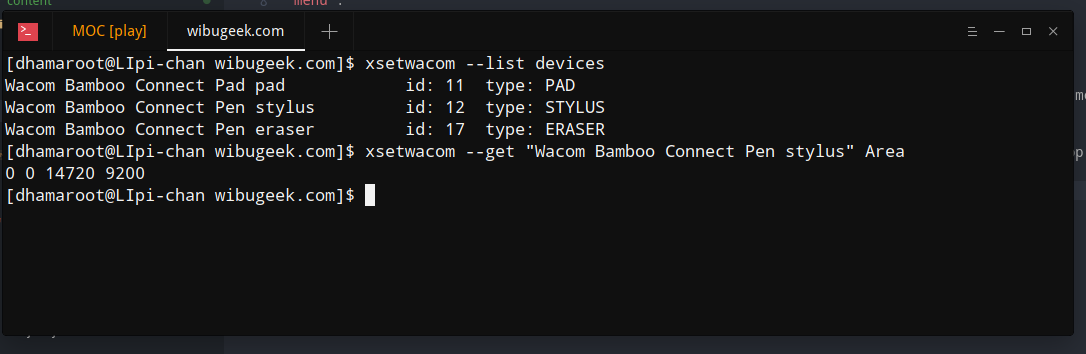 content
menu .
MOC [play] wibugeek.com
[dhamaroot@LIpi-chan wibugeek.com]$ xsetwacom --list devices
Wacom Bamboo Connect Pad pad id: 11 type: PAD
Wacom Bamboo Connect Pen stylus id: 12 type: STYLUS
Wacom Bamboo Connect Pen eraser id: 17 type: ERASER
[dhamaroot@LIpi-chan wibugeek.com]$ xsetwacom --get "Wacom Bamboo Connect Pen stylus" Area
0 0 14720 9200
[dhamaroot@LIpi-chan wibugeek.com]$